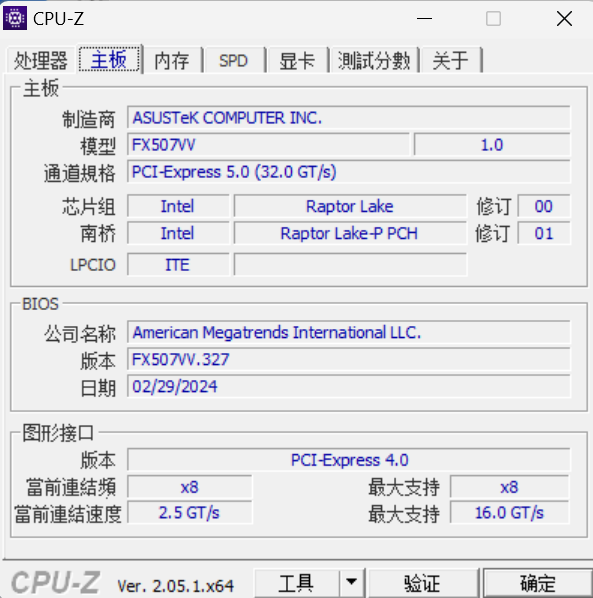 CPU-Z
处理器 主板 内存 SPD 显卡 測試分數 关于
主板
制造商 ASUSTeK COMPUTER INC.
模型 FX507VV 1.0
通道规格 PCI-Express 5.0 (32.0 GT/s)
芯片组 Intel Raptor Lake 修订 00
南桥 Intel Raptor Lake-P PCH 修订 01
LPCIO ITE
BIOS
公司名称 American Megatrends International LLC.
版本 FX507VV.327
日期 02/29/2024
图形接口
版本 PCI-Express 4.0
當前連结頻 x8 最大支持 x8
當前連结速度 2.5 GT/s 最大支持 16.0 GT/s
CPU-Z Ver. 2.05.1.x64 工具 验证 确定